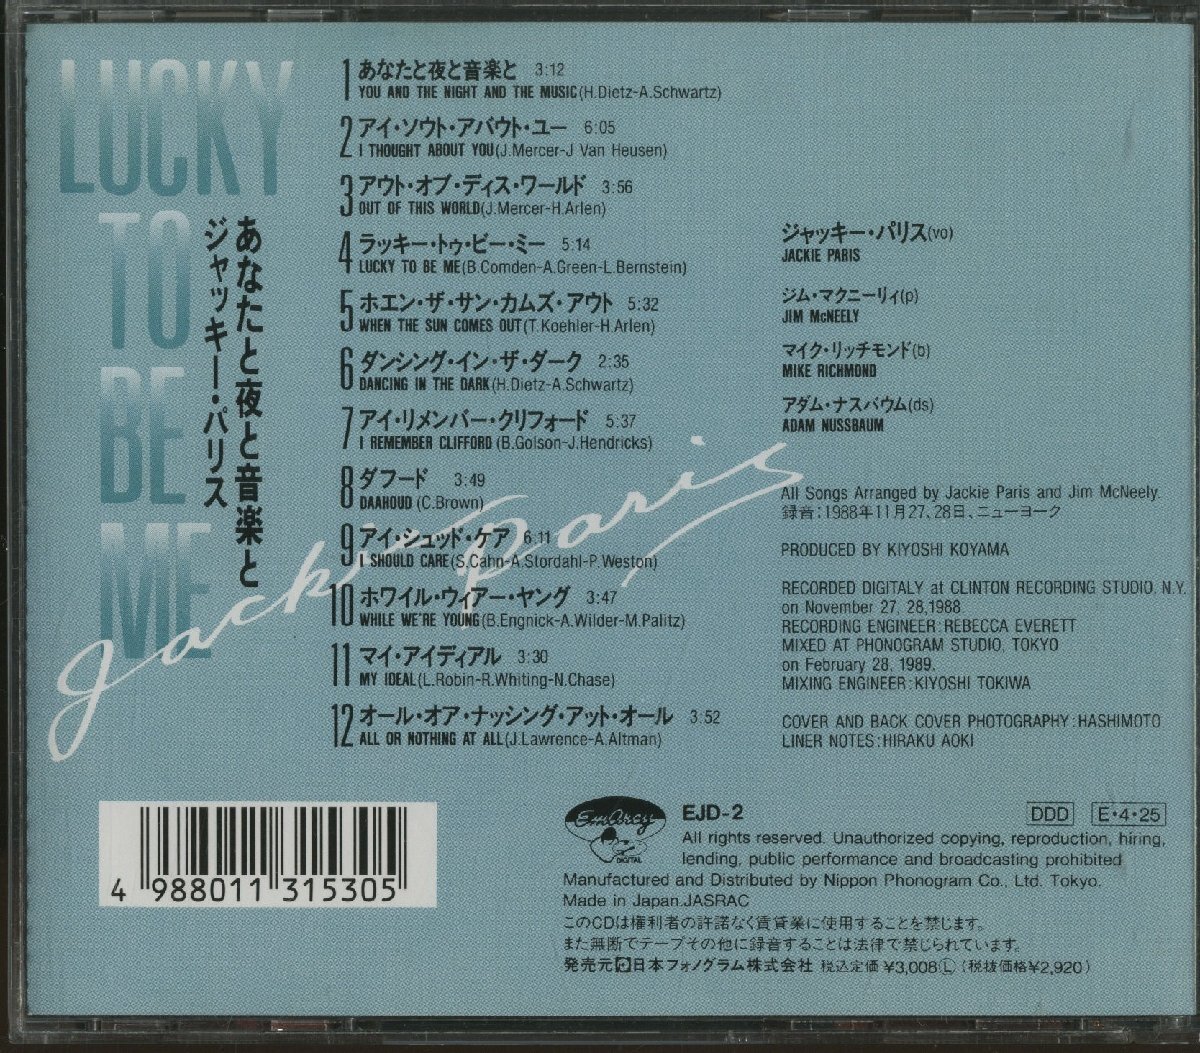 LUCKY
TO
BE
ME
あなたと夜と音楽と
ジャッキー・パリス
Jackie Paris
1 あなたと夜と音楽と 3:12
YOU AND THE NIGHT AND THE MUSIC(H.Dietz-A.Schwartz)
2 アイ・ソウト・アバウト・ユー 6:05
I THOUGHT ABOUT YOU(J.Mercer-J Van Heusen)
3 アウト・オブ・ディス・ワールド 3:56
OUT OF THIS WORLD(J.Mercer-H.Arlen)
4 ラッキー・トゥ・ビー・ミー 5:14
LUCKY TO BE ME(B.Comden-A.Green-L.Bernstein)
5 ホエン・ザ・サン・カムズ・アウト 5:32
WHEN THE SUN COMES OUT(T.Koehler-H.Arlen)
6 ダンシング・イン・ザ・ダーク 2:35
DANCING IN THE DARK(H.Dietz-A.Schwartz)
7 アイ・リメンバー・クリフォード 5:37
I REMEMBER CLIFFORD (B.Golson-J.Hendricks)
8 ダフード 3:49
DAAHOUD (C.Brown)
9 アイ・シュッド・ケア 6:11
I SHOULD CARE(S.Cahn-A.Stordahl-P.Weston)
10 ホワイル・ウィアー・ヤング 3:47
WHILE WE'RE YOUNG(B.Engnick-A.Wilder-M.Palitz)
11 マイ・アイディアル 3:30
MY IDEAL(L.Robin-R.Whiting-N.Chase)
12 オール・オア・ナッシング・アット・オール 3:52
ALL OR NOTHING AT ALL(J.Lawrence-A.Altman)
ジャッキー・パリス(vo)
JACKIE PARIS
ジム・マクニーリィ(p)
JIM McNEELY
マイク・リッチモンド(b)
MIKE RICHMOND
アダム・ナスバウム(ds)
ADAM NUSSBAUM
All Songs Arranged by Jackie Paris and Jim McNeely.
録音:1988年11月27、28日、ニューヨーク
PRODUCED BY KIYOSHI KOYAMA
RECORDED DIGITALY at CLINTON RECORDING STUDIO. N.Y.
on November 27, 28,1988.
RECORDING ENGINEER:REBECCA EVERETT
MIXED AT PHONOGRAM STUDIO, TOKYO
on February 28, 1989.
MIXING ENGINEER:KIYOSHI TOKIWA
COVER AND BACK COVER PHOTOGRAPHY:HASHIMOTO
LINER NOTES:HIRAKU AOKI
4 988011 315305
EmArcy
DIGITAL
EJD-2
DDD E・4・25
All rights reserved. Unauthorized copying, reproduction, hiring,
lending, public performance and broadcasting prohibited
Manufactured and Distributed by Nippon Phonogram Co., Ltd. Tokyo.
Made in Japan.JASRAC
このCDは権利者の許諾なく賃貸業に使用することを禁じます。
また無断でテープその他に録音することは法律で禁じられています。
発売元 日本フォノグラム株式会社 税込定価¥3,008Ⓛ(税抜価格¥2,920)